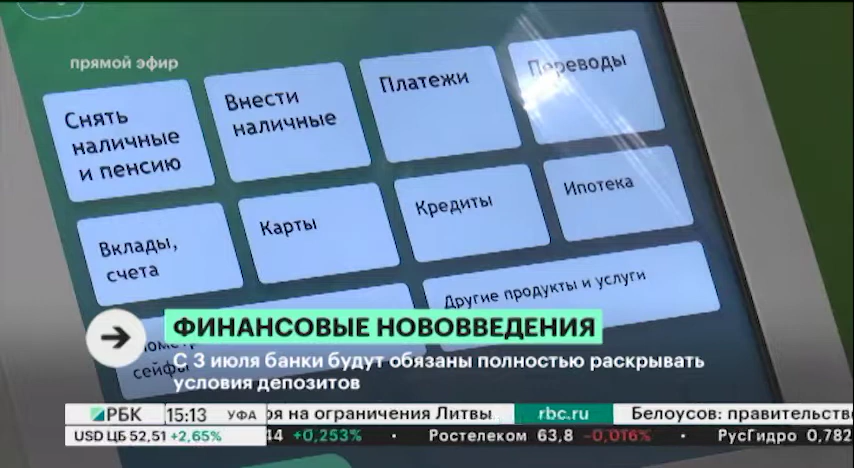 прямой эфир
Снять
наличные
и пенсию
Внести
наличные
Платежи
Переводы
Вклады,
счета
Карты
Кредиты
Ипотека
Другие продукты и услуги
сейфы
ФИНАНСОВЫЕ НОВОВВЕДЕНИЯ
С 3 июля банки будут обязаны полностью раскрывать
условия депозитов
РБК 15:13 УФА ря на ограничения Литвы rbc.ru Белоусов: правительств
USD ЦБ 52,51 +2,65% 44 +0,253% • Ростелеком 63,8 -0,016% • РусГидро 0,782